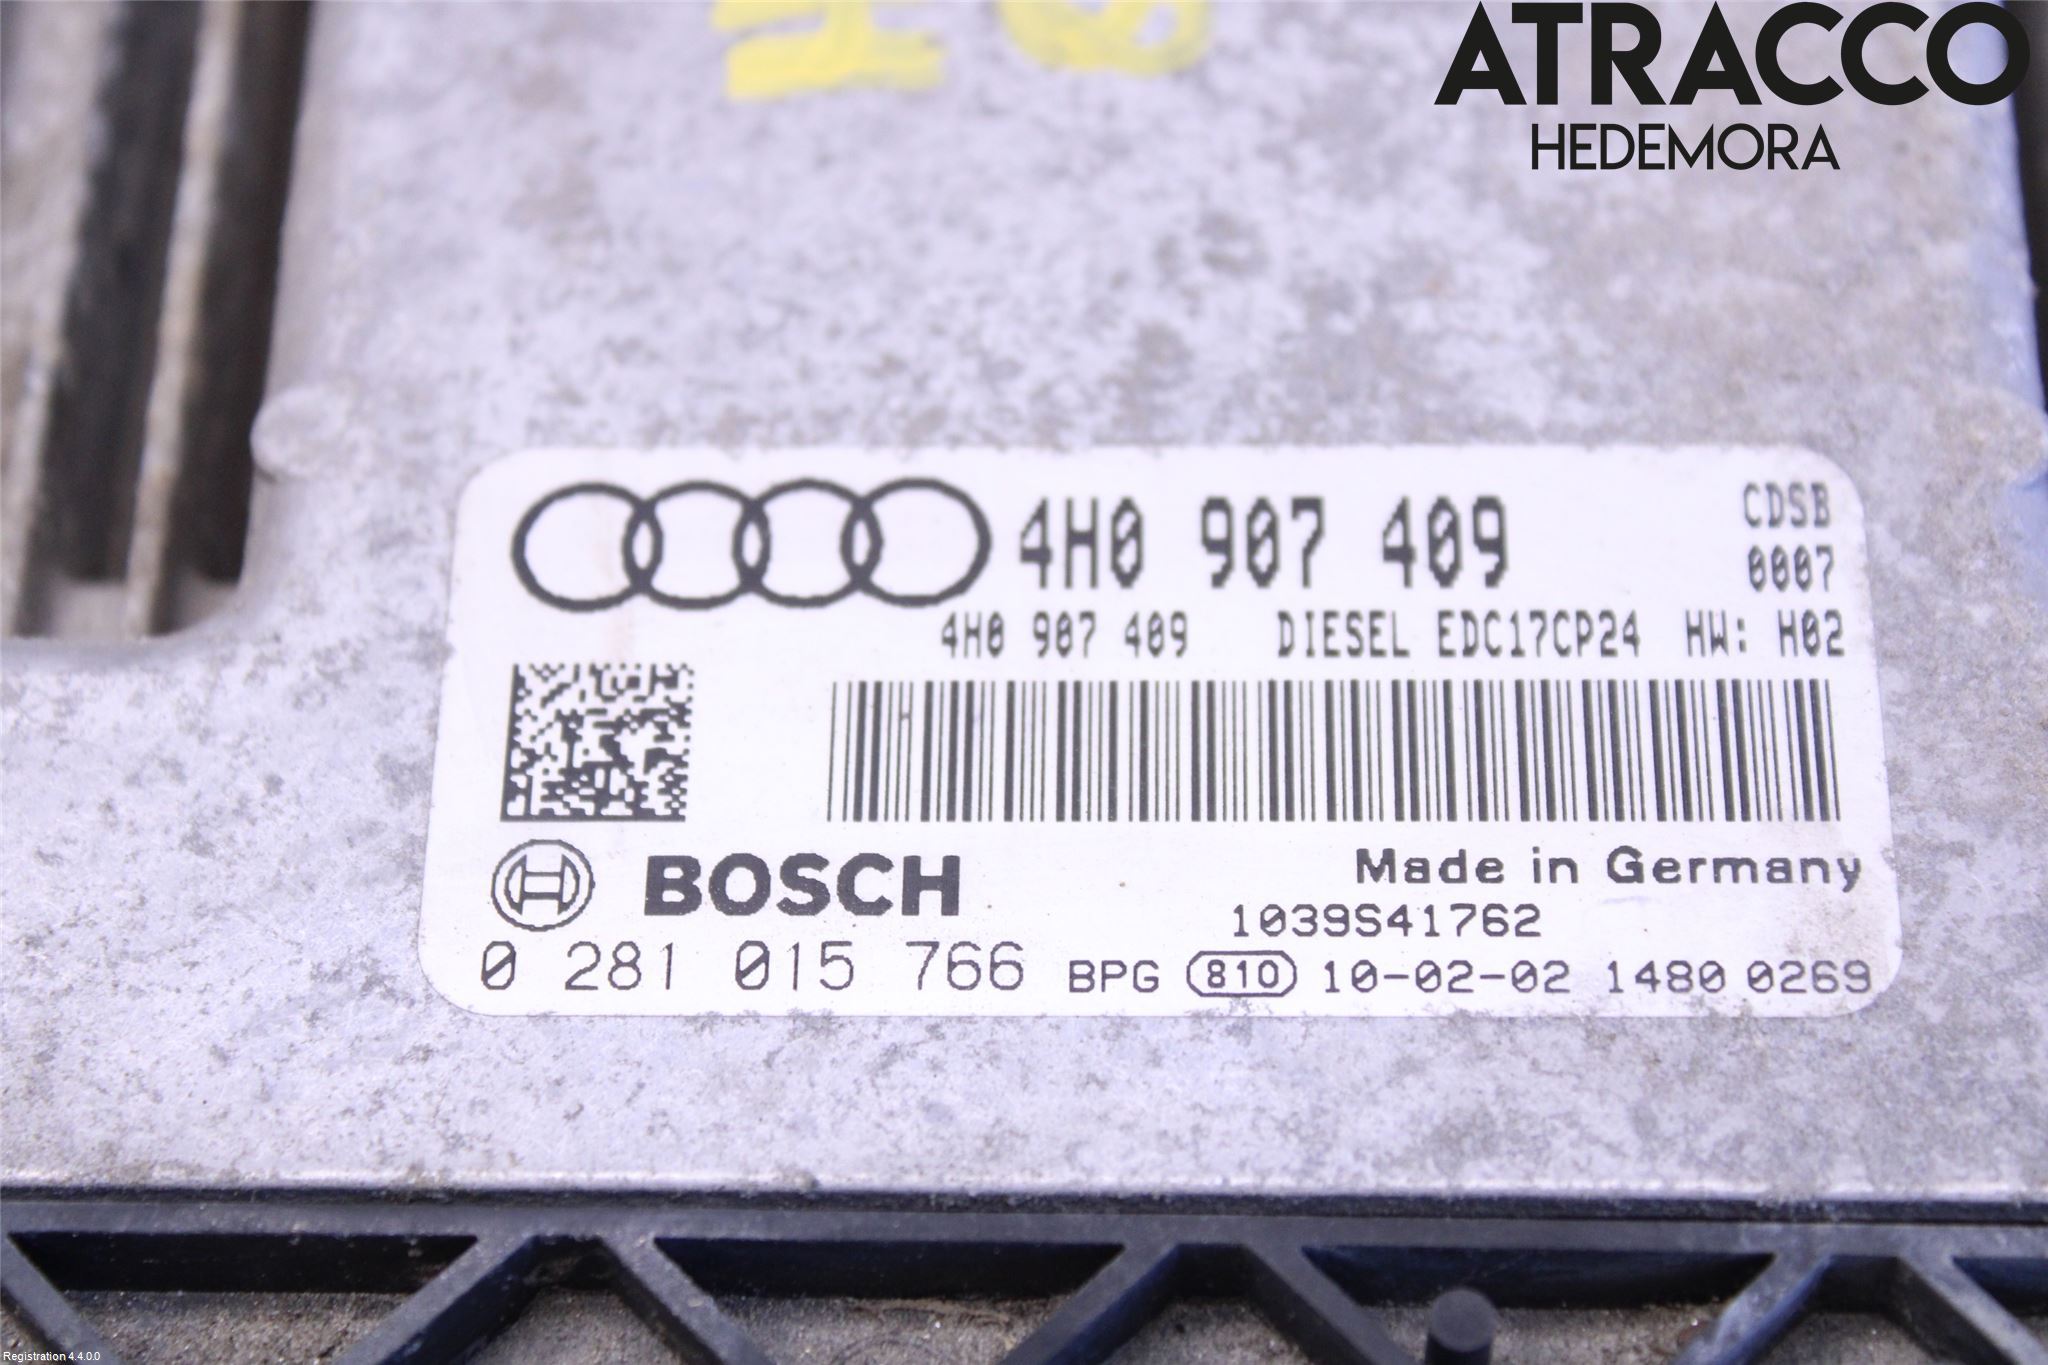 ATRACCO
HEDEMORA
4H0 907 409
CDSB
0007
4H0 907 409 DIESEL EDC17CP24 HW: H02
BOSCH
Made in Germany
1039S41762
0 281 015 766 BPG 810 10-02-02 1480 0269
Registration 4.4.0.0